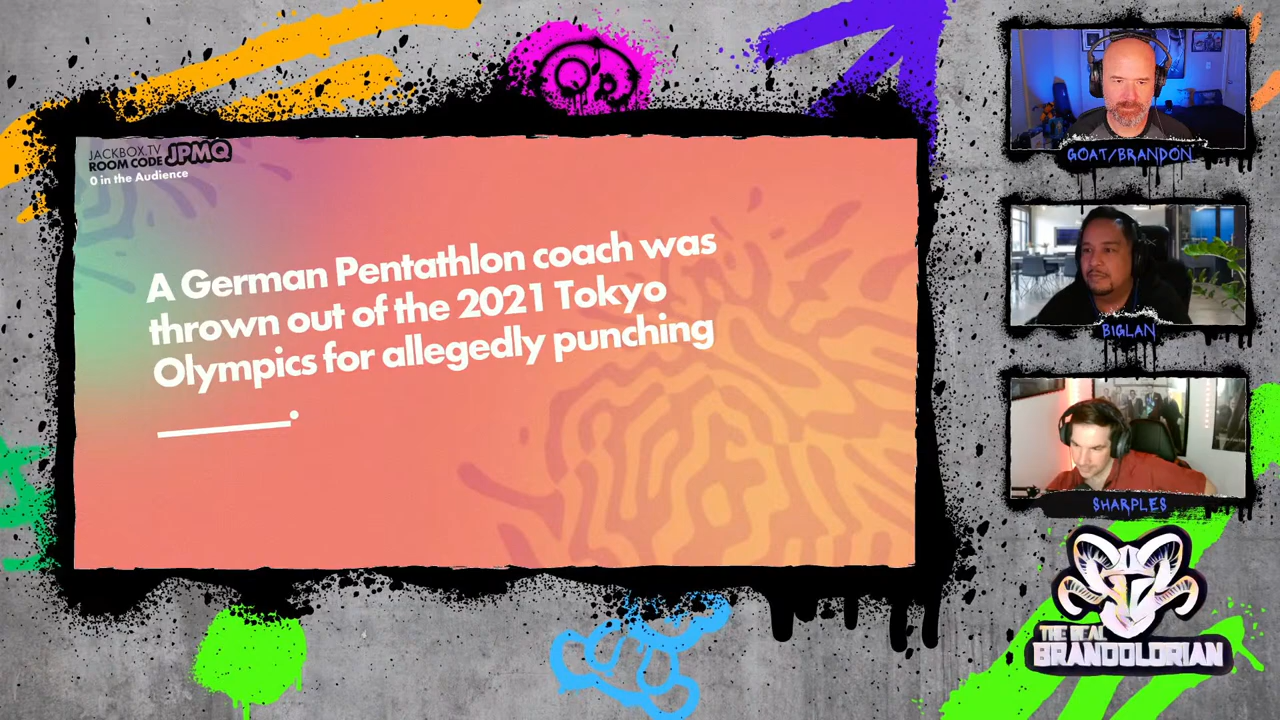 JACKBOX.TV
ROOM CODE JPMQ
0 in the Audience
A German Pentathlon coach was
thrown out of the 2021 Tokyo
Olympics for allegedly punching
______.
GOAT/BRANDON
BIGLAN
SHARPLES
THE REAL
BRANDOLORIAN